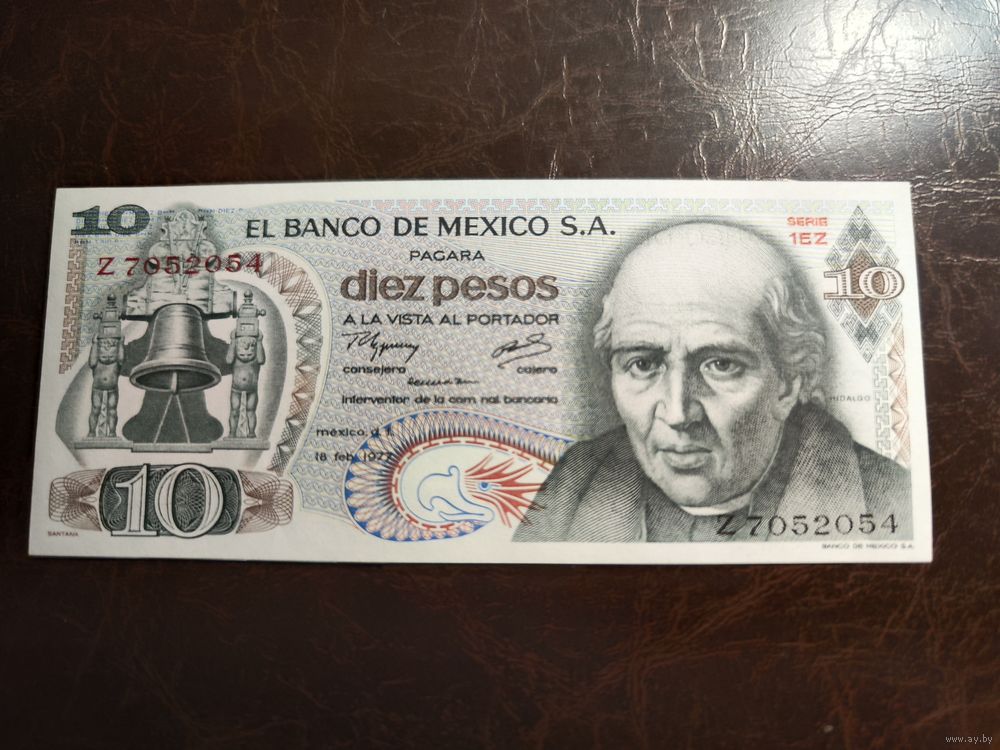 10
EL BANCO DE MEXICO S.A.
SERIE
1EZ
Z 7052054
PAGARA
diez pesos
10
A LA VISTA AL PORTADOR
consejero
cajero
interventor de la com. nal. bancaria
HIDALGO
méxico, d.
18 feb. 1977
10
Z 7052054
SANTANA
BANCO DE MEXICO S.A.
www.ay.by